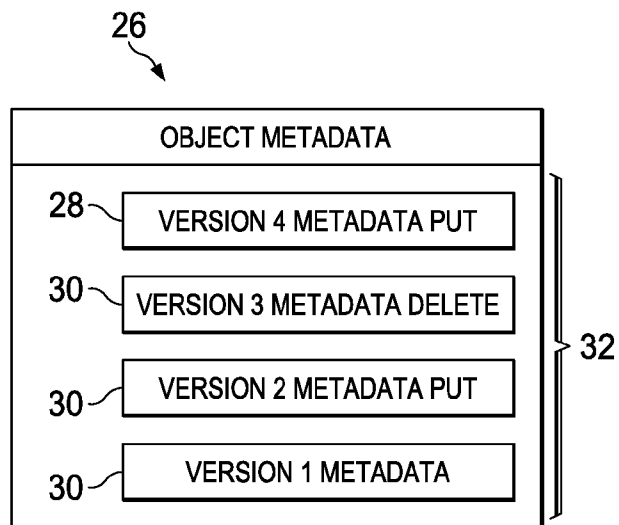 26
OBJECT METADATA
28 VERSION 4 METADATA PUT
30 VERSION 3 METADATA DELETE
32
30 VERSION 2 METADATA PUT
30 VERSION 1 METADATA